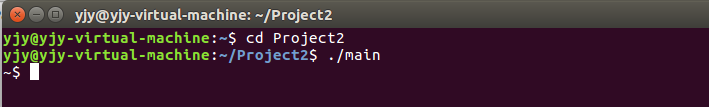 yjy@yjy-virtual-machine: ~/Project2
yjy@yjy-virtual-machine:~$ cd Project2
yjy@yjy-virtual-machine:~/Project2$ ./main
~$